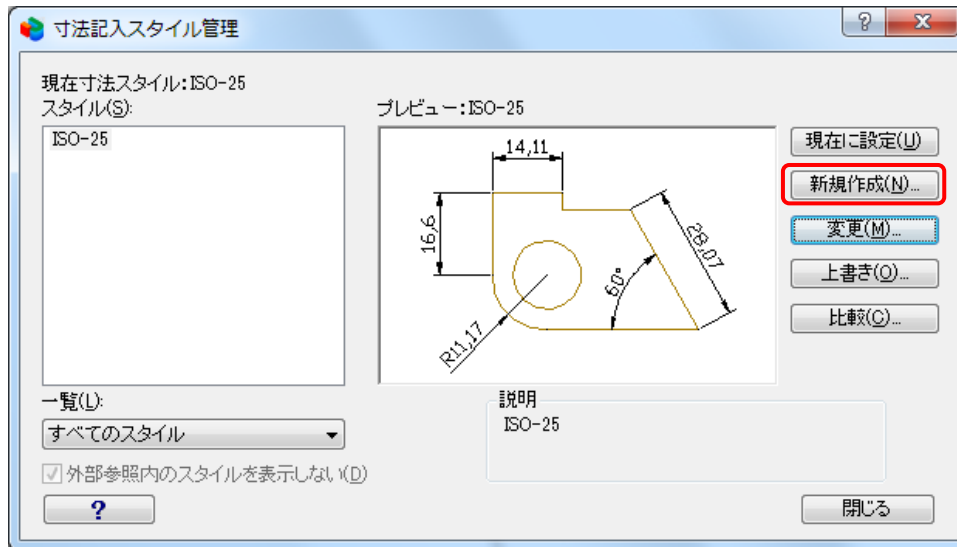 寸法記入スタイル管理
?
現在寸法スタイル:ISO-25
スタイル(S):
ISO-25
プレビュー:ISO-25
14,11
16,6
28,07
60°
R11,17
現在に設定(U)
新規作成(N)...
変更(M)...
上書き(O)...
比較(C)...
一覧(L):
すべてのスタイル
外部参照内のスタイルを表示しない(D)
説明
ISO-25
?
閉じる